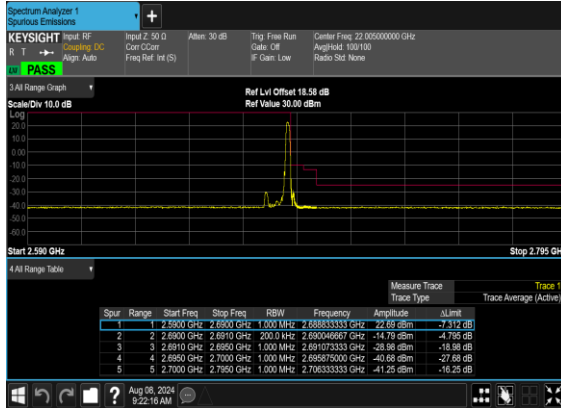 Spectrum Analyzer 1
Spurious Emissions
+
KEYSIGHT Input: RF Input Z: 50 Ω Atten: 30 dB Trig: Free Run Center Freq: 22.005000000 GHz
R T Coupling: DC Corr CCorr Gate: Off Avg|Hold: 100/100
Align: Auto Freq Ref: Int (S) IF Gain: Low Radio Std: None
PASS
3 All Range Graph
Ref Lvl Offset 18.58 dB
Scale/Div 10.0 dB Ref Value 30.00 dBm
Log
20.0
10.0
0.00
-10.0
-20.0
-30.0
-40.0
-50.0
-60.0
Start 2.590 GHz Stop 2.795 GH
4 All Range Table
Measure Trace Trace 1
Trace Type Trace Average (Active)
Spur Range Start Freq Stop Freq RBW Frequency Amplitude ΔLimit
1 1 2.5900 GHz 2.6900 GHz 1.000 MHz 2.688833333 GHz 22.69 dBm -7.312 dB
2 2 2.6900 GHz 2.6910 GHz 200.0 kHz 2.690046667 GHz -14.79 dBm -4.795 dB
3 3 2.6910 GHz 2.6950 GHz 1.000 MHz 2.691073333 GHz -28.98 dBm -18.98 dB
4 4 2.6950 GHz 2.7000 GHz 1.000 MHz 2.695875000 GHz -40.68 dBm -27.68 dB
5 5 2.7000 GHz 2.7950 GHz 1.000 MHz 2.706333333 GHz -41.25 dBm -16.25 dB
?
Aug 08, 2024
9:22:16 AM